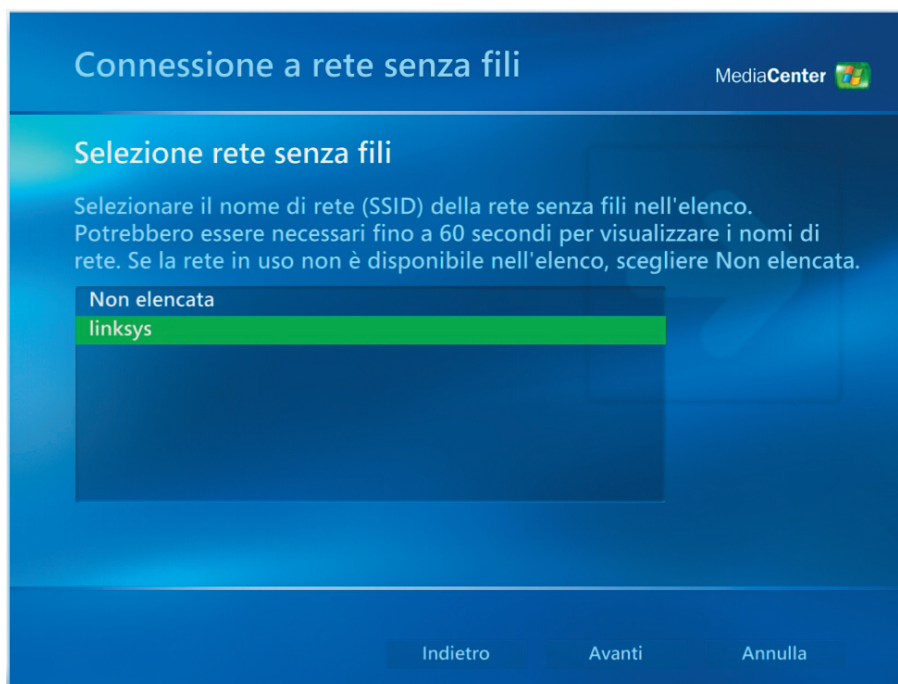 Connessione a rete senza fili
MediaCenter
Selezione rete senza fili
Selezionare il nome di rete (SSID) della rete senza fili nell'elenco.
Potrebbero essere necessari fino a 60 secondi per visualizzare i nomi di
rete. Se la rete in uso non è disponibile nell'elenco, scegliere Non elencata.
Non elencata
linksys
Indietro Avanti Annulla